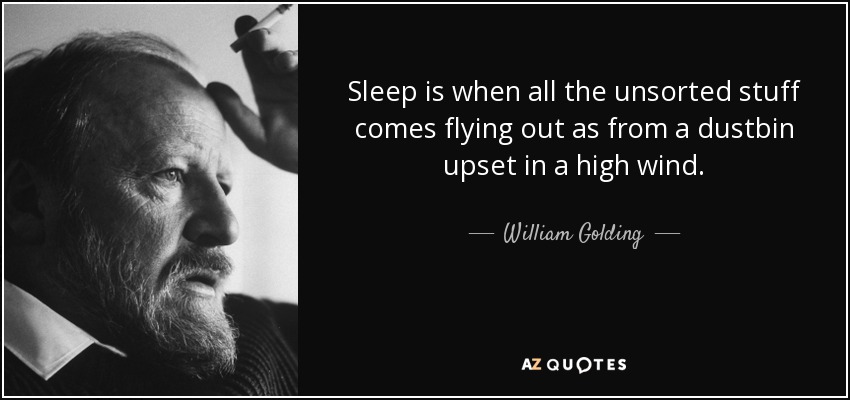 Sleep is when all the unsorted stuff
comes flying out as from a dustbin
upset in a high wind.
William Golding
AZ QUOTES